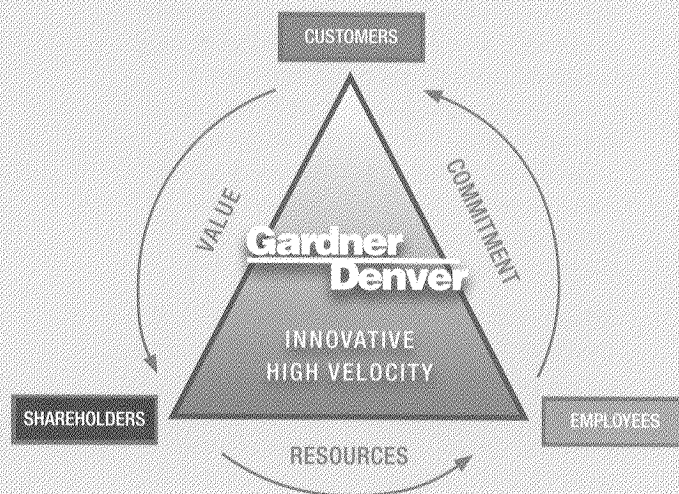 CUSTOMERS
VALUE
COMMITMENT
Gardner
Denver
INNOVATIVE
HIGH VELOCITY
SHAREHOLDERS
EMPLOYEES
RESOURCES